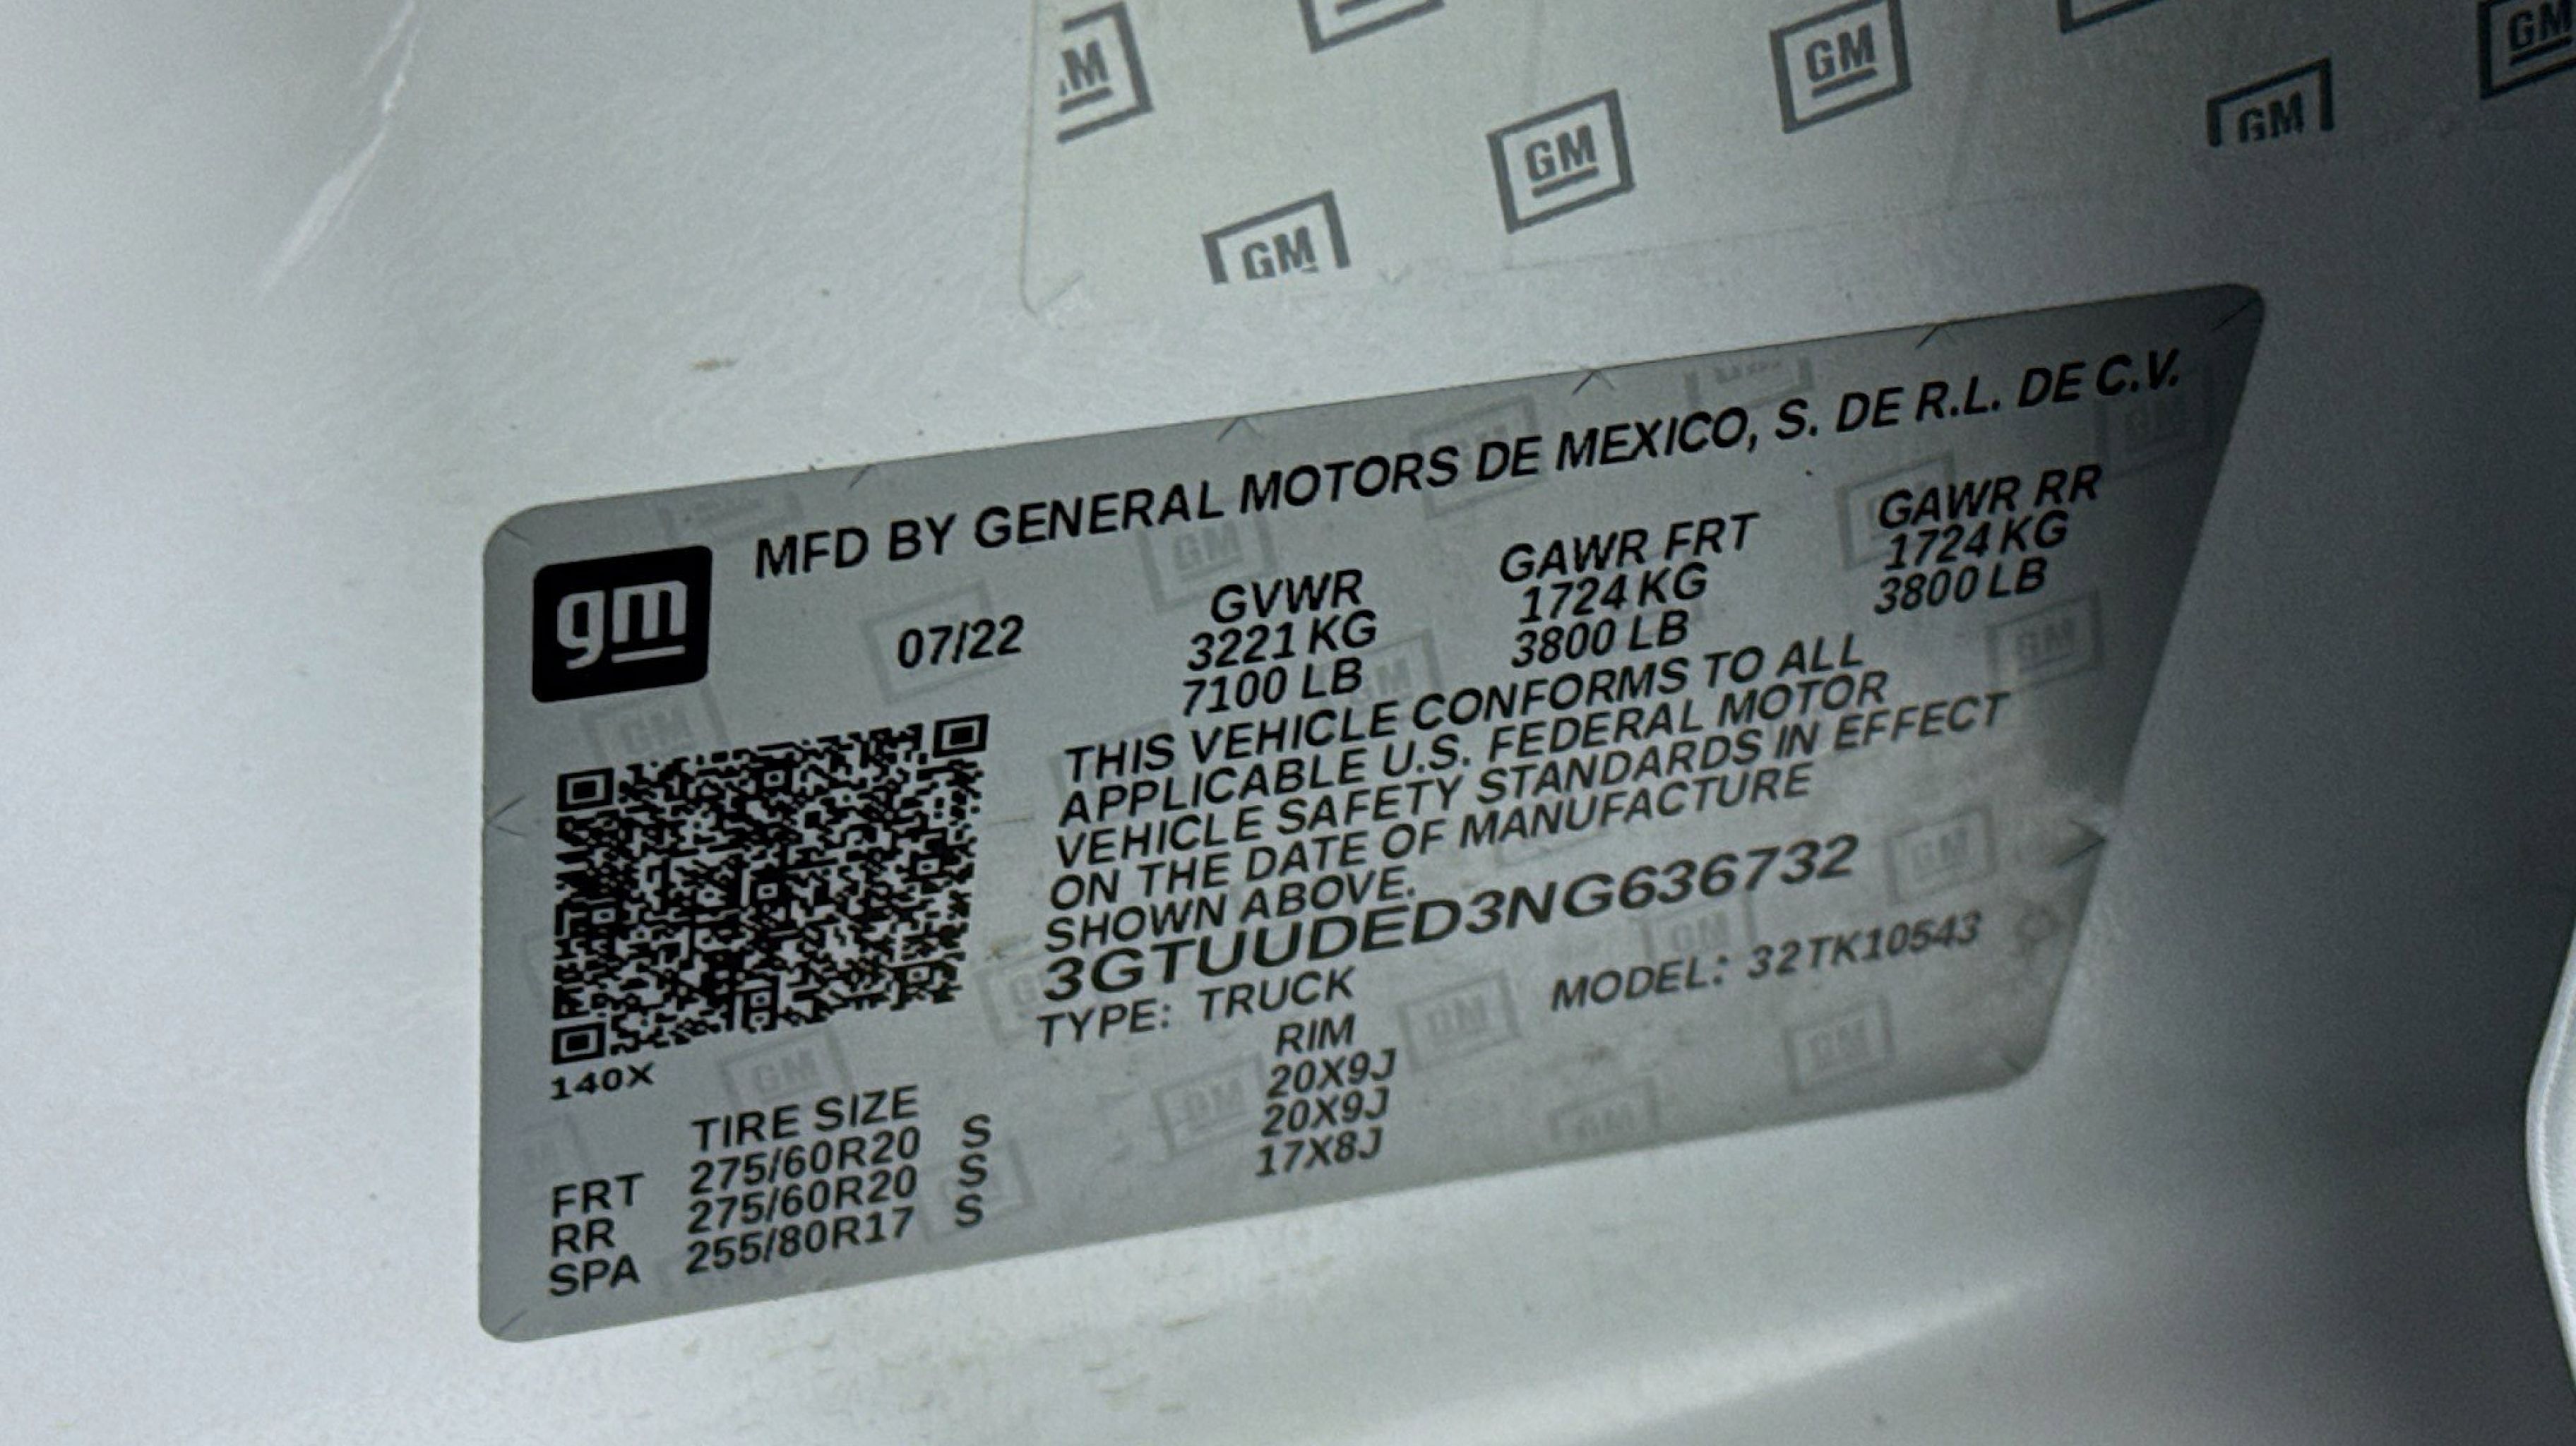 GM
GM
GM
GM
GM
gm
MFD BY GENERAL MOTORS DE MEXICO, S. DE R.L. DE C.V.
07/22
GVWR GAWR FRT GAWR RR
3221 KG 1724 KG 1724 KG
7100 LB 3800 LB 3800 LB
THIS VEHICLE CONFORMS TO ALL
APPLICABLE U.S. FEDERAL MOTOR
VEHICLE SAFETY STANDARDS IN EFFECT
ON THE DATE OF MANUFACTURE
SHOWN ABOVE.
3GTUUDED3NG636732
TYPE: TRUCK MODEL: 32TK10543
140X
TIRE SIZE RIM
FRT 275/60R20 S 20X9J
RR 275/60R20 S 20X9J
SPA 255/80R17 S 17X8J